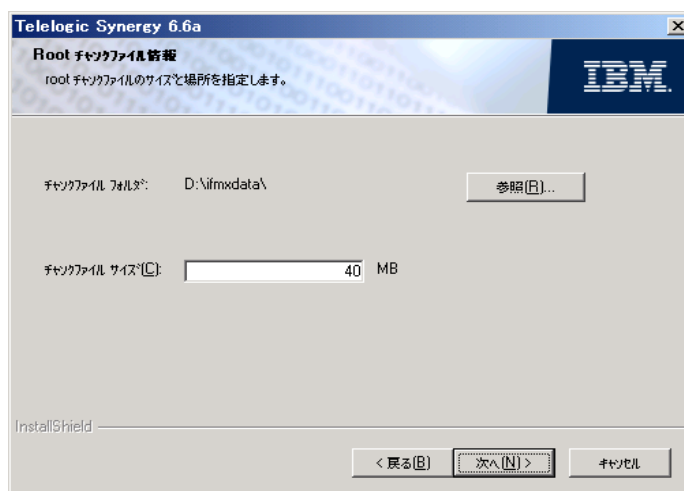 Telelogic Synergy 6.6a
Root ﾁｬﾝｸﾌｧｲﾙ情報
root ﾁｬﾝｸﾌｧｲﾙのｻｲｽﾞと場所を指定します。
IBM.
ﾁｬﾝｸﾌｧｲﾙ ﾌｫﾙﾀﾞ: D:\ifmxdata\ 参照(R)...
ﾁｬﾝｸﾌｧｲﾙ ｻｲｽﾞ(C): 40 MB
InstallShield
< 戻る(B) 次へ(N) > ｷｬﾝｾﾙ